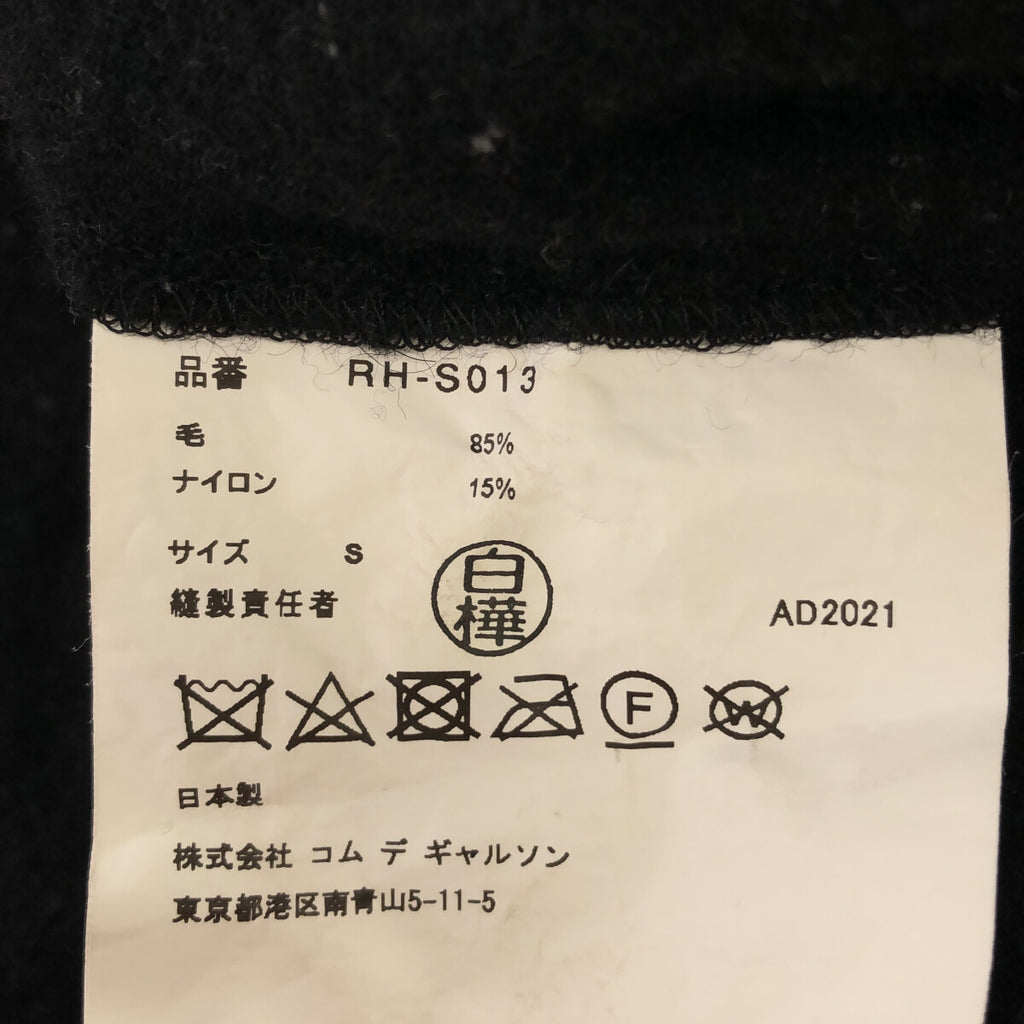 品番 RH-S013
毛 85%
ナイロン 15%
サイズ S
縫製責任者 白樺 AD2021
F W
日本製
株式会社 コム デ ギャルソン
東京都港区南青山5-11-5